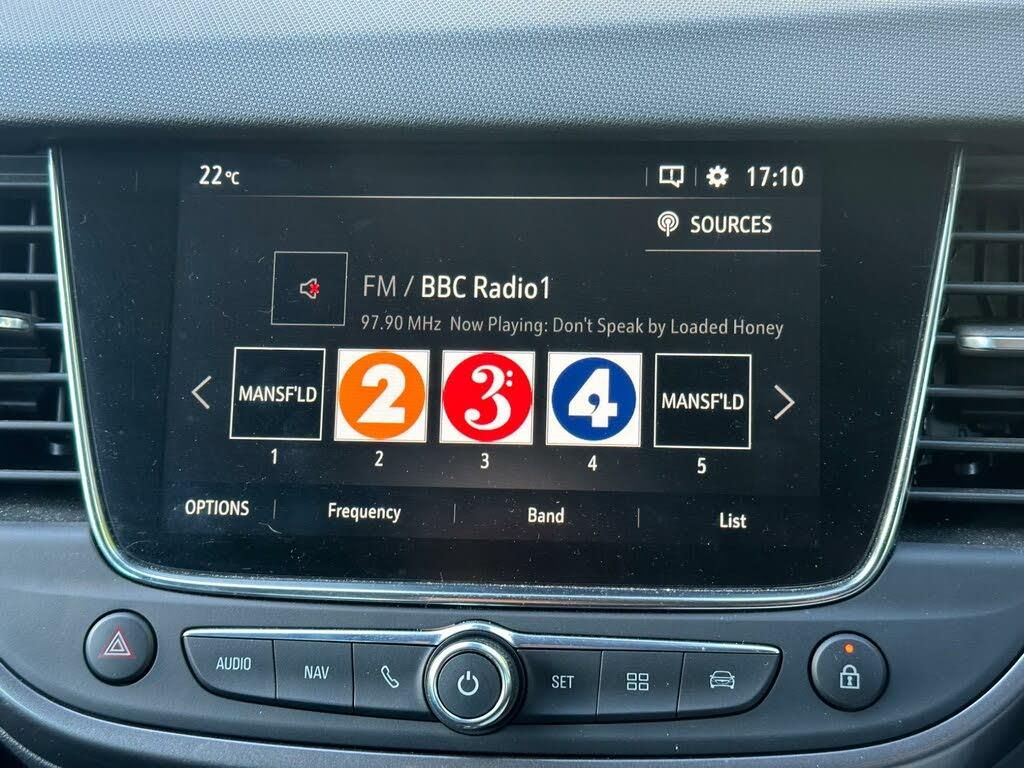 22°C
17:10
SOURCES
FM / BBC Radio1
97.90 MHz Now Playing: Don't Speak by Loaded Honey
MANSF'LD 2 3: 4 MANSF'LD
1 2 3 4 5
OPTIONS Frequency Band List
AUDIO NAV SET